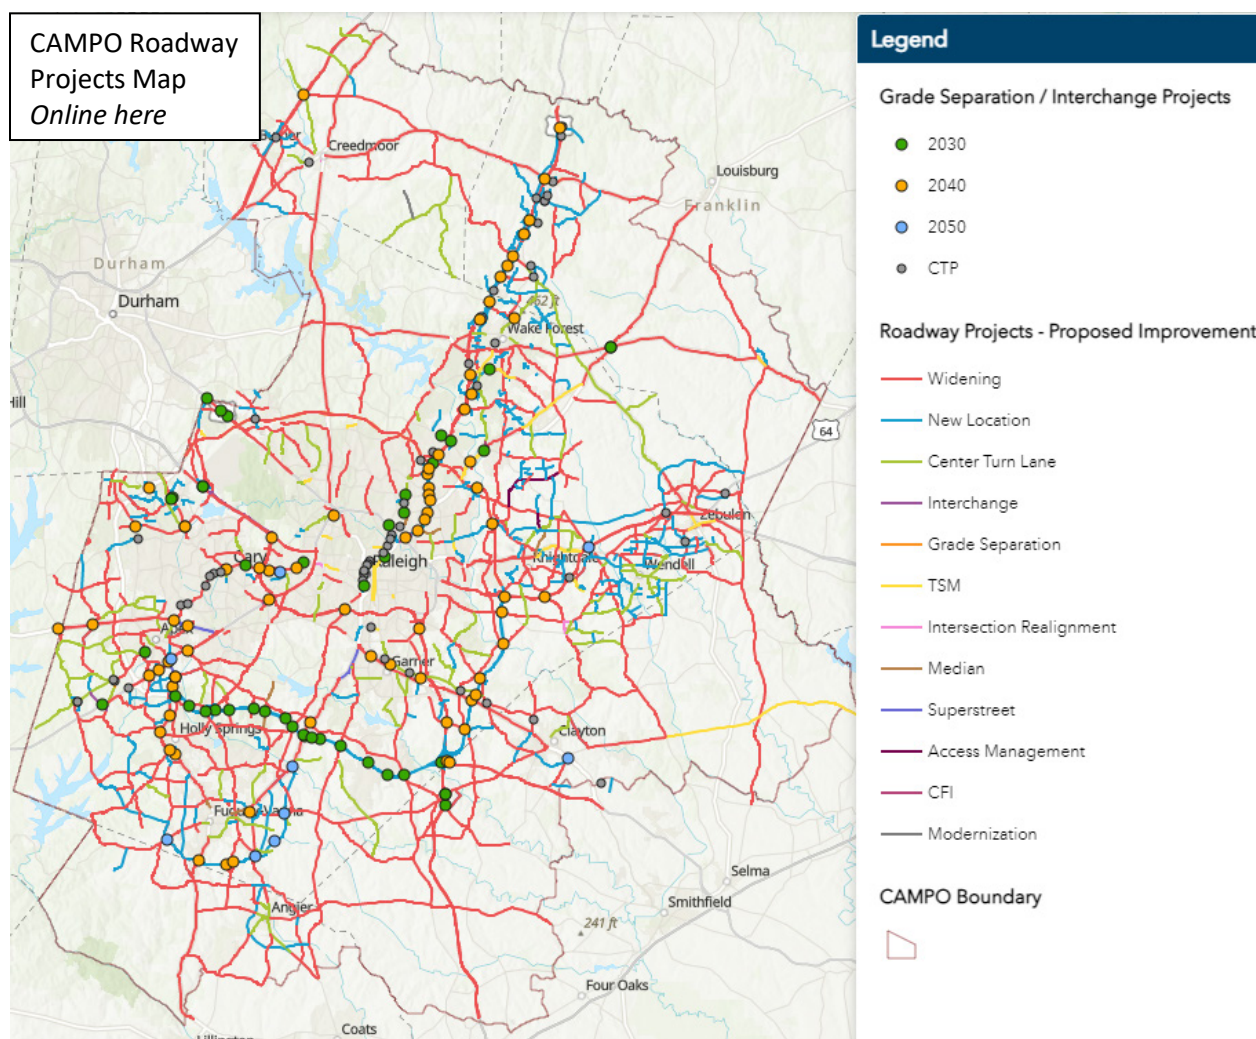 CAMPO Roadway
Projects Map
Online here
Creedmoor
Louisburg
Franklin
Durham
Durham
462 ft
Wake Forest
64
Zebulon
Cary
Raleigh
Knightdale
Wendell
Apex
Garner
Holly Springs
Clayton
Angier
Selma
Smithfield
241 ft
Four Oaks
Coats
Legend
Grade Separation / Interchange Projects
2030
2040
2050
CTP
Roadway Projects - Proposed Improvement
Widening
New Location
Center Turn Lane
Interchange
Grade Separation
TSM
Intersection Realignment
Median
Superstreet
Access Management
CFI
Modernization
CAMPO Boundary